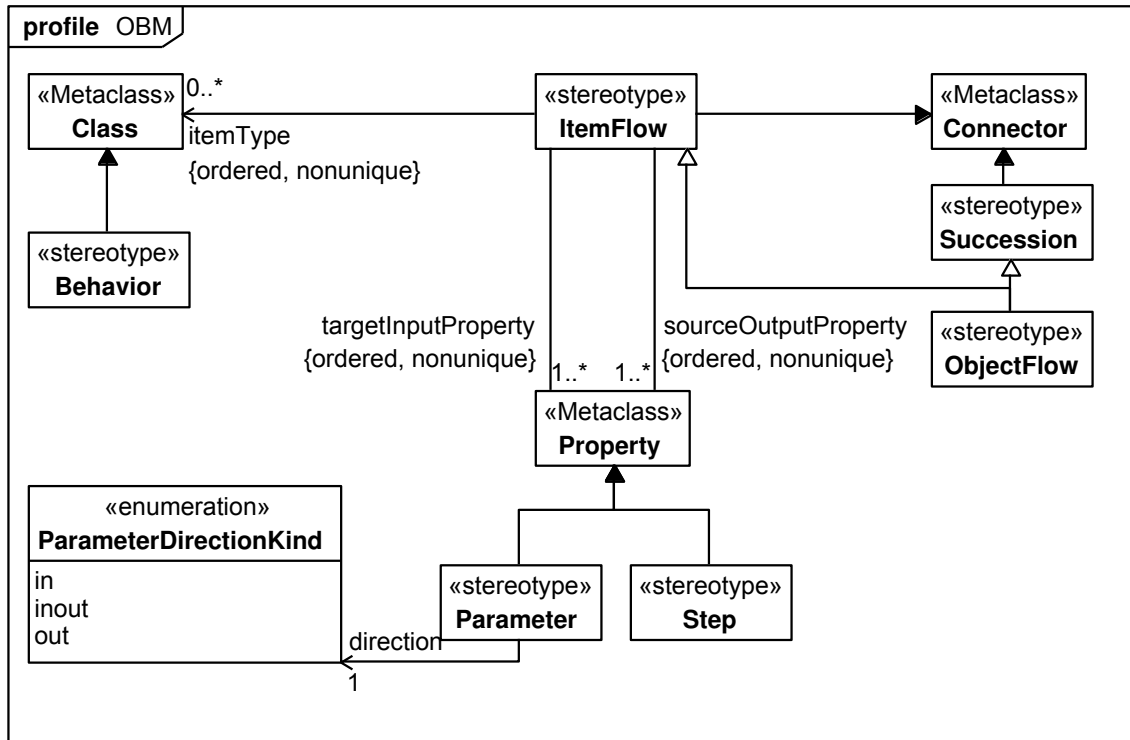 profile OBM
«Metaclass»
Class
0..*
itemType
{ordered, nonunique}
«stereotype»
ItemFlow
«Metaclass»
Connector
«stereotype»
Succession
«stereotype»
Behavior
targetInputProperty
{ordered, nonunique}
1..*
sourceOutputProperty
{ordered, nonunique}
1..*
«stereotype»
ObjectFlow
«Metaclass»
Property
«enumeration»
ParameterDirectionKind
in
inout
out
«stereotype»
Parameter
«stereotype»
Step
direction
1